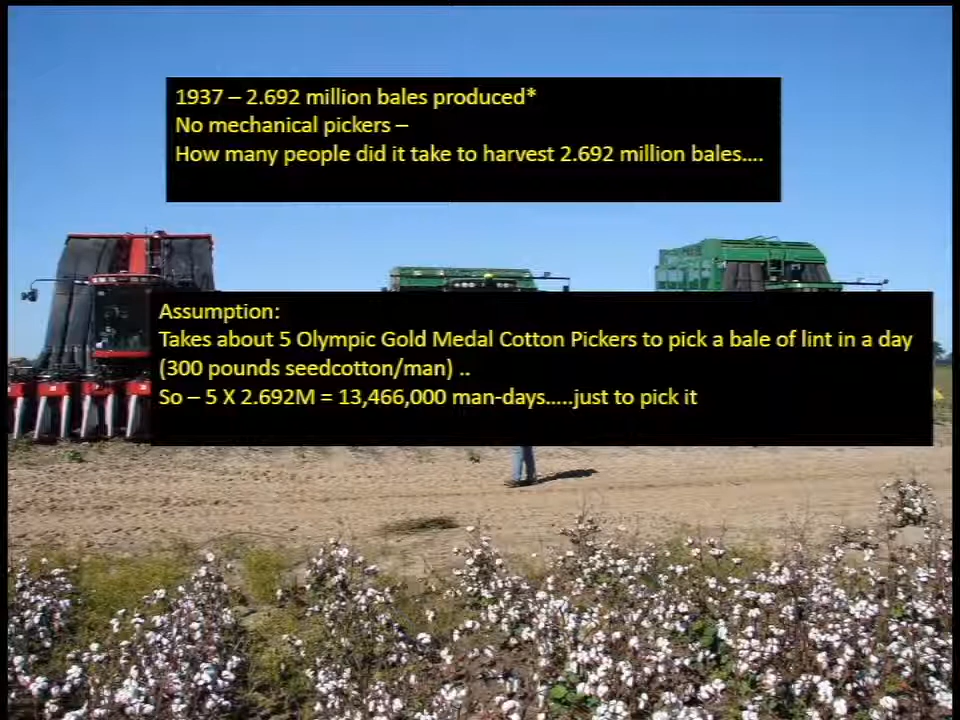 1937 – 2.692 million bales produced*
No mechanical pickers –
How many people did it take to harvest 2.692 million bales....
Assumption:
Takes about 5 Olympic Gold Medal Cotton Pickers to pick a bale of lint in a day
(300 pounds seedcotton/man) ..
So – 5 X 2.692M = 13,466,000 man-days.....just to pick it